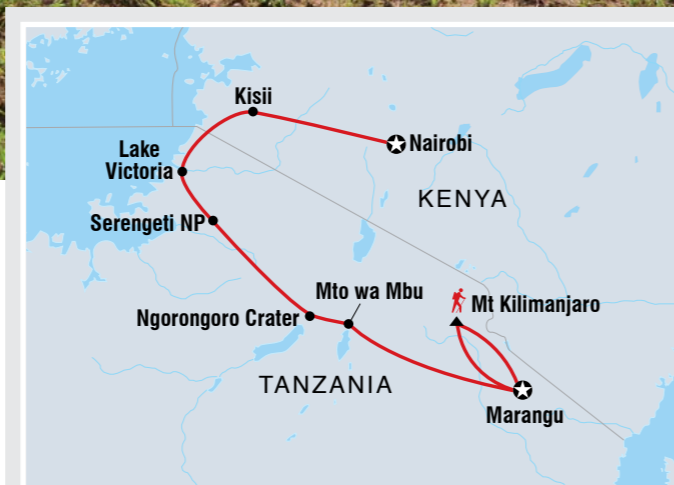 Kisii
Nairobi
Lake
Victoria
KENYA
Serengeti NP
Mto wa Mbu
Mt Kilimanjaro
Ngorongoro Crater
TANZANIA
Marangu